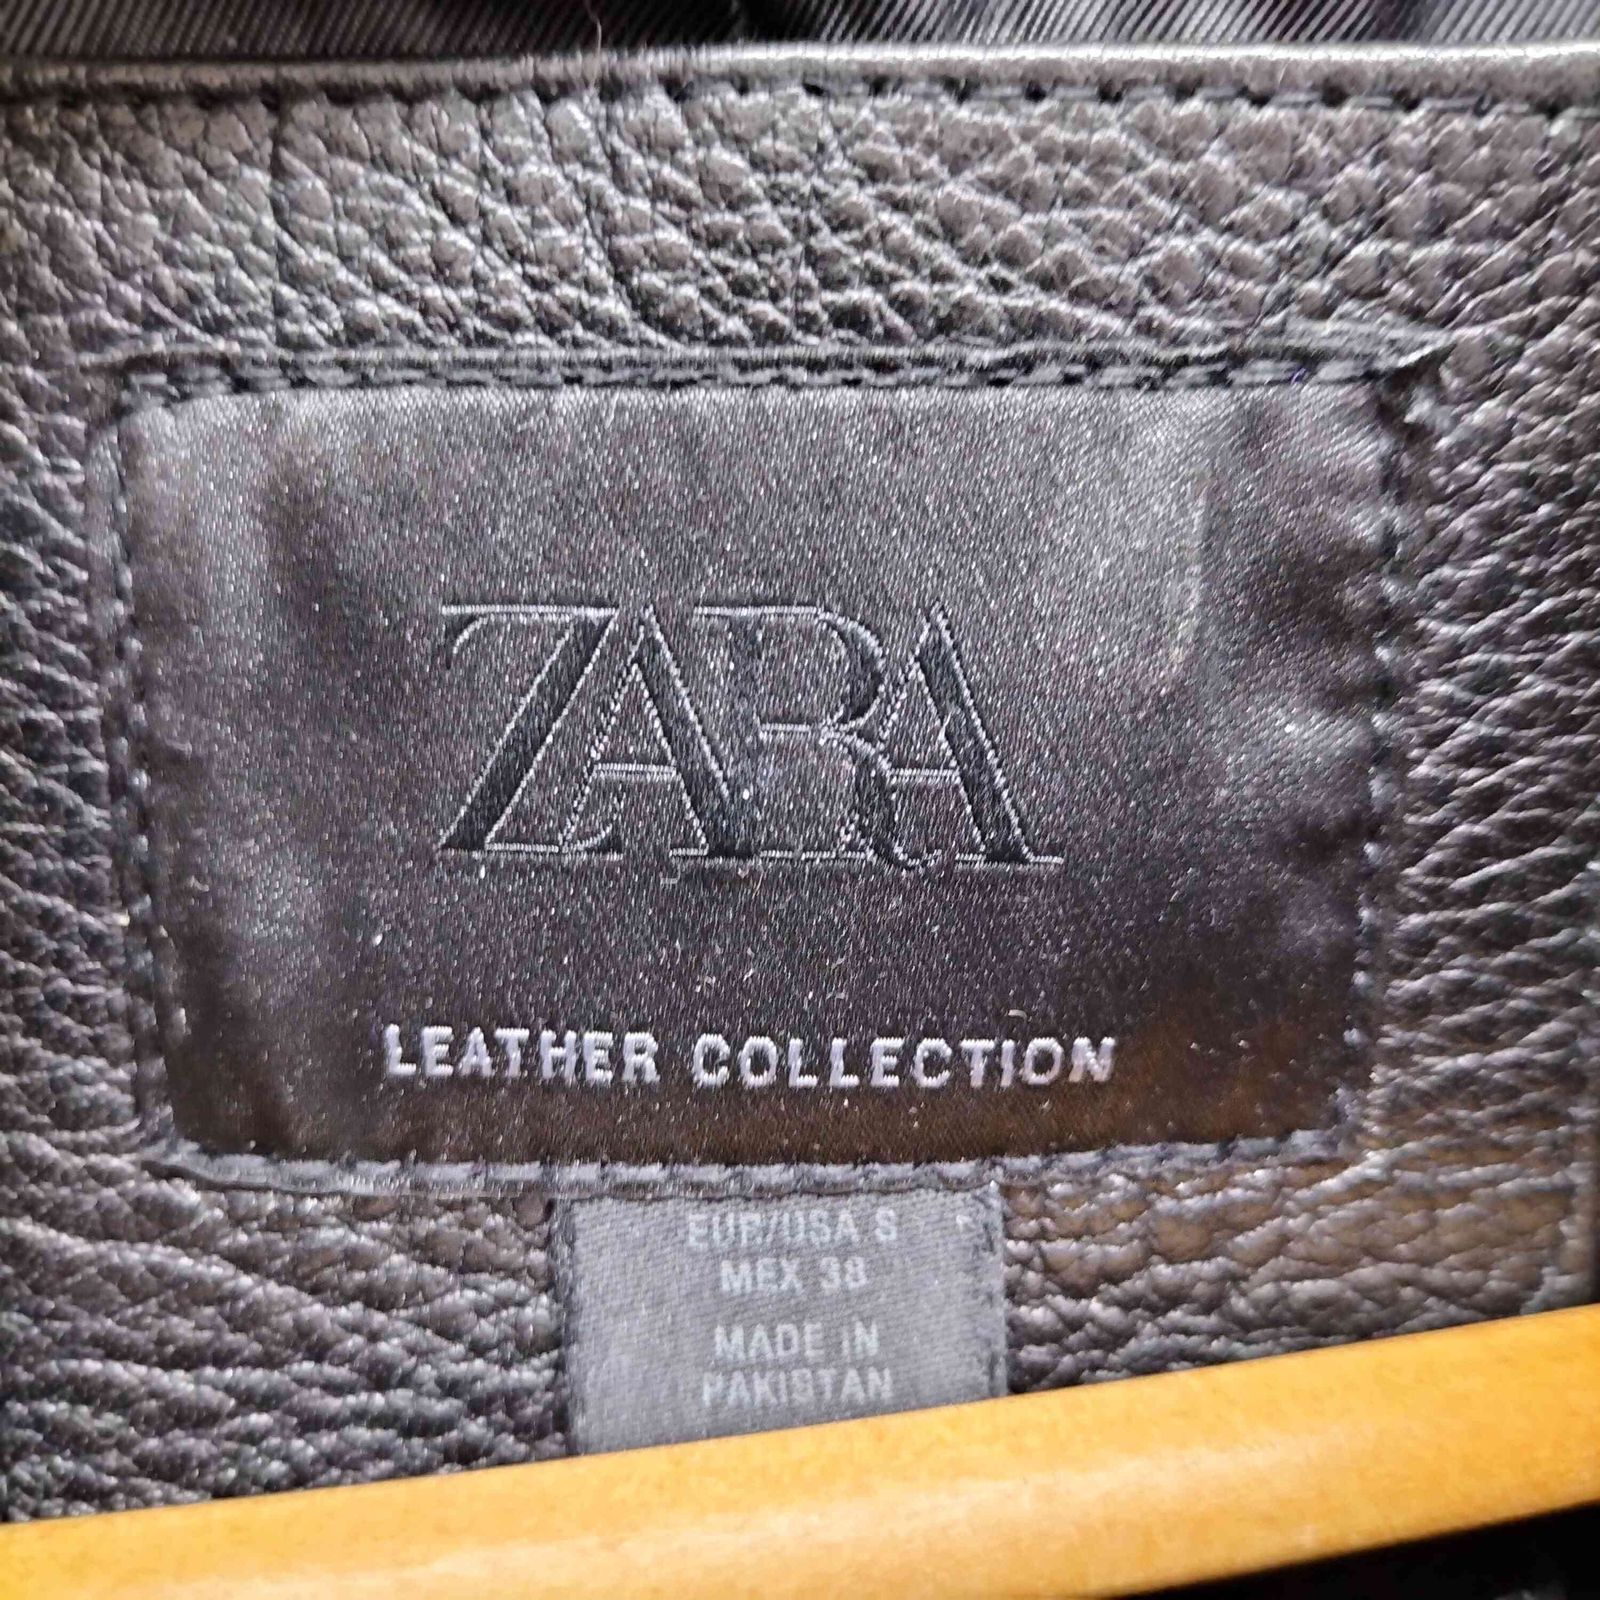 ZARA
LEATHER COLLECTION
EUR/USA S
MEX 38
MADE IN
PAKISTAN